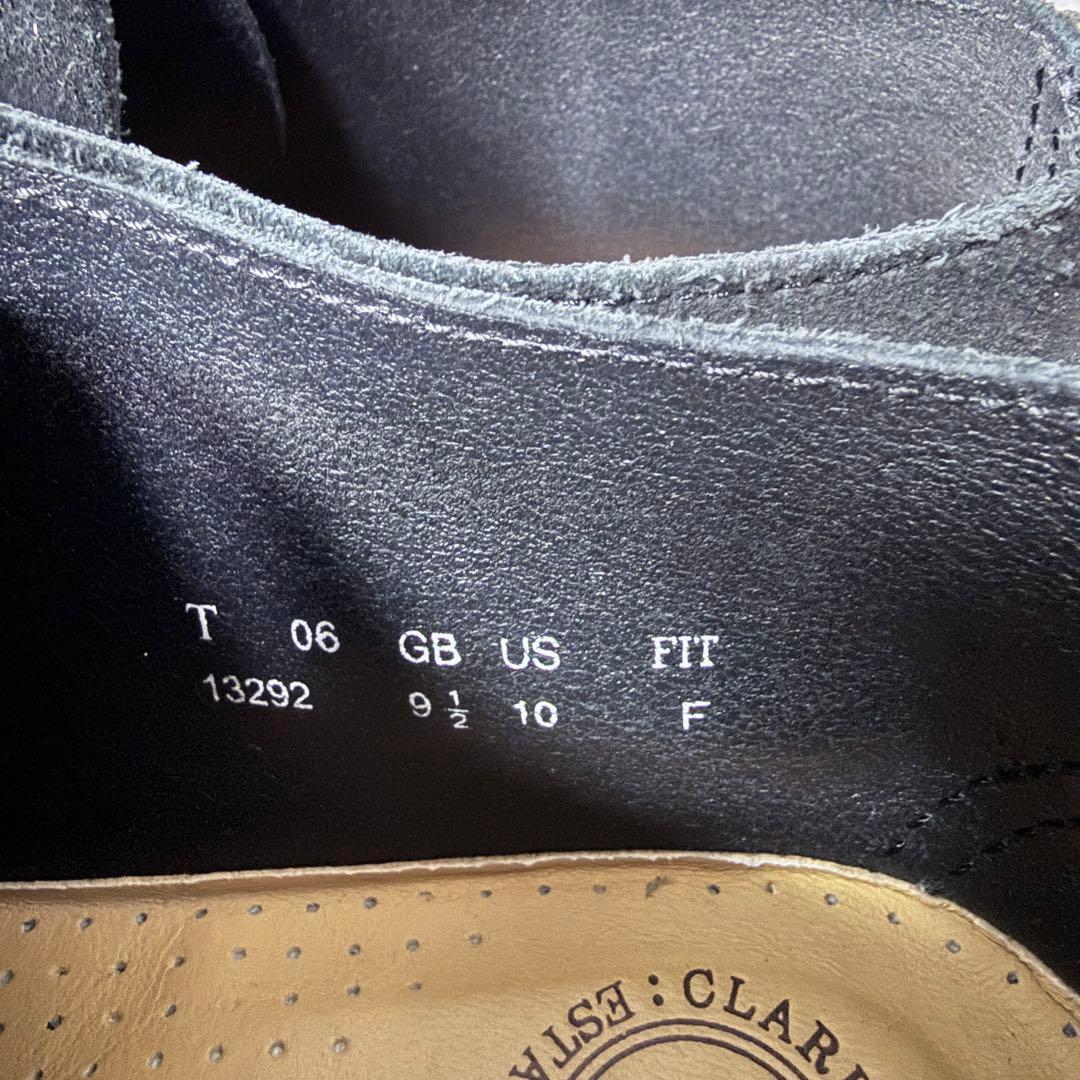 T 06 GB US FIT
13292 9 ½ 10 F
ESTA : CLAR